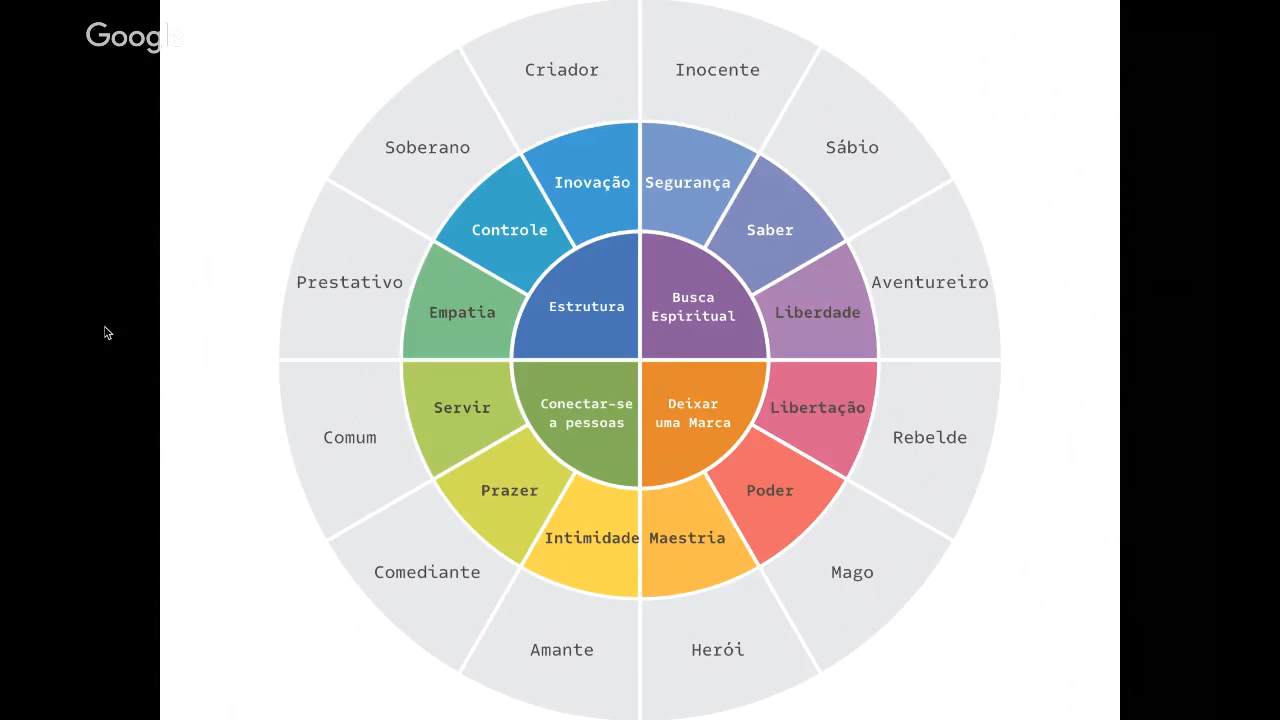 Google
Criador
Inocente
Soberano
Sábio
Inovação
Segurança
Controle
Saber
Prestativo
Aventureiro
Empatia
Liberdade
Estrutura
Busca
Espiritual
Conectar-se
a pessoas
Deixar
uma Marca
Servir
Libertação
Comum
Rebelde
Prazer
Poder
Intimidade
Maestria
Comediante
Mago
Amante
Herói